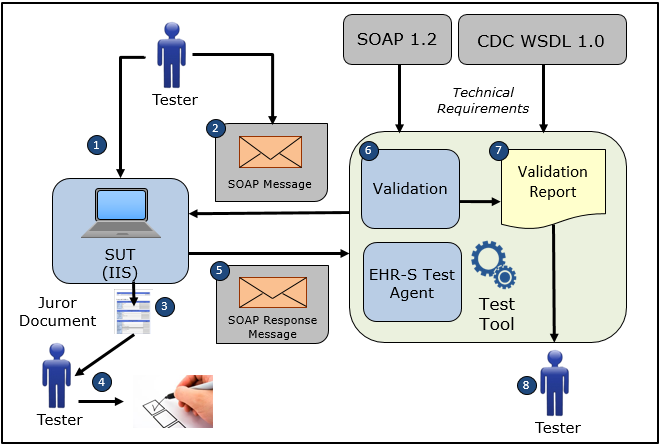 SOAP 1.2
CDC WSDL 1.0
Tester
Technical
Requirements
1
2
SOAP Message
6
Validation
7
Validation
Report
SUT
(IIS)
5
SOAP Response
Message
EHR-S Test
Agent
Test
Tool
Juror
Document
3
4
Tester
8
Tester